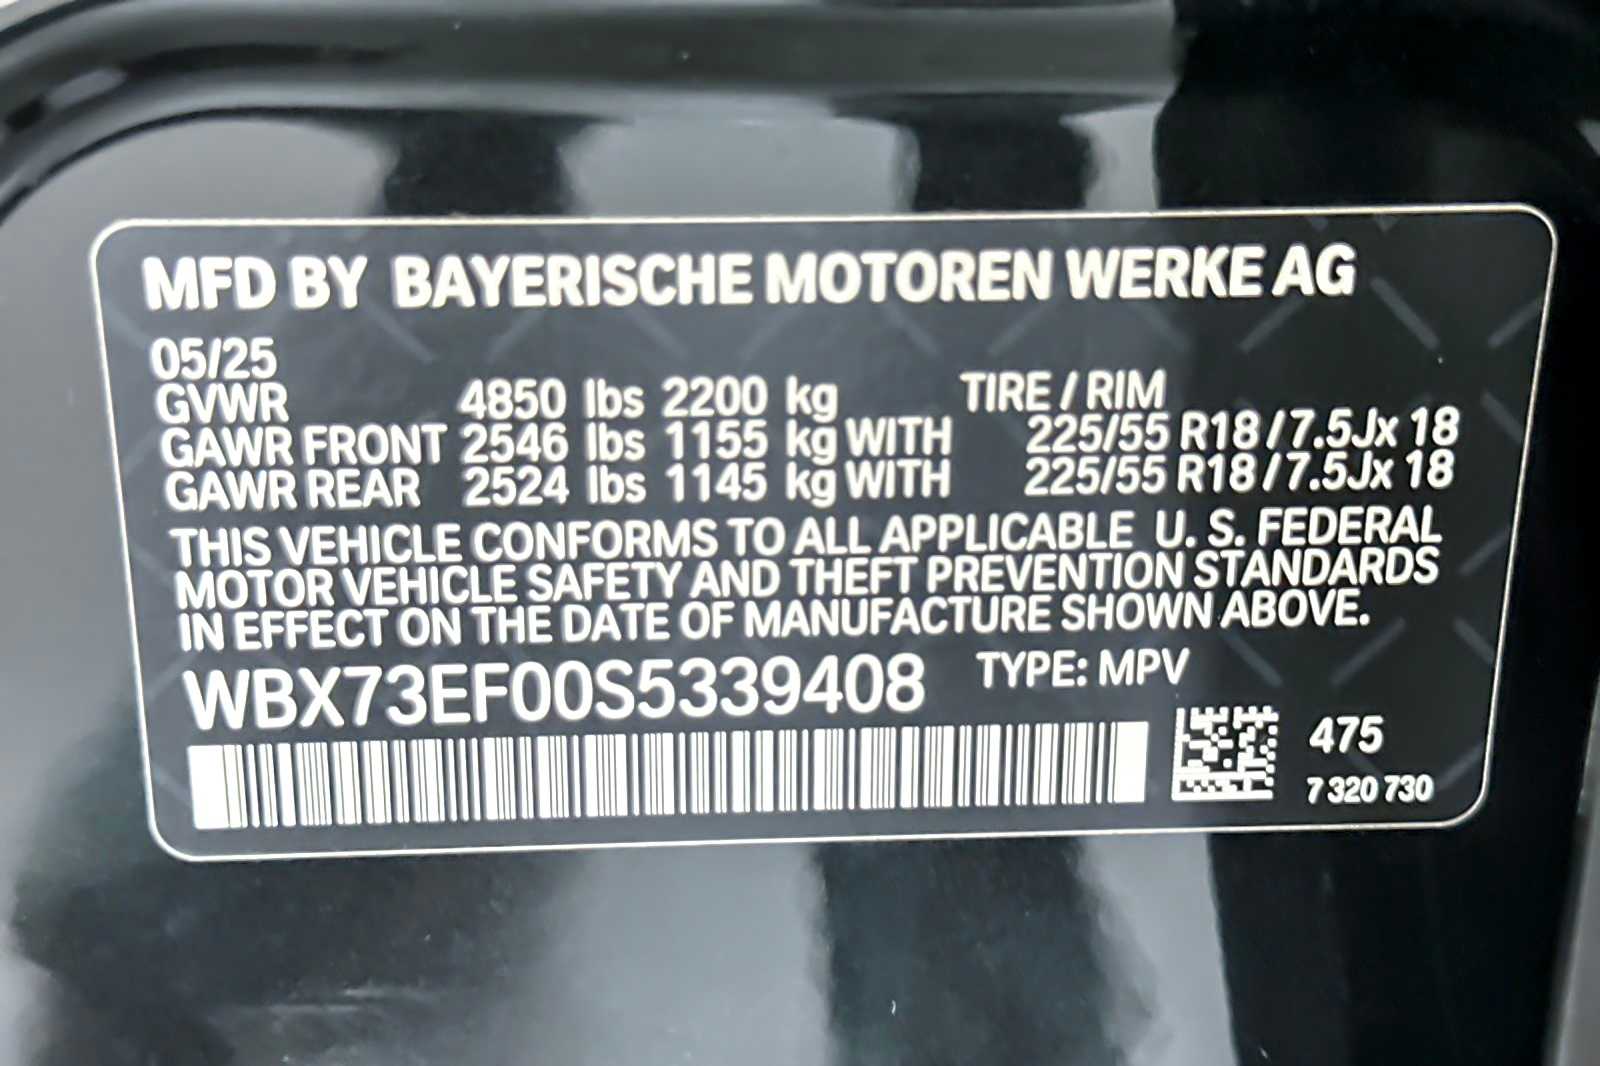 MFD BY BAYERISCHE MOTOREN WERKE AG
05/25
GVWR 4850 lbs 2200 kg TIRE / RIM
GAWR FRONT 2546 lbs 1155 kg WITH 225/55 R18 / 7.5Jx 18
GAWR REAR 2524 lbs 1145 kg WITH 225/55 R18 / 7.5Jx 18
THIS VEHICLE CONFORMS TO ALL APPLICABLE U. S. FEDERAL
MOTOR VEHICLE SAFETY AND THEFT PREVENTION STANDARDS
IN EFFECT ON THE DATE OF MANUFACTURE SHOWN ABOVE.
WBX73EF00S5339408 TYPE: MPV
475
7 320 730